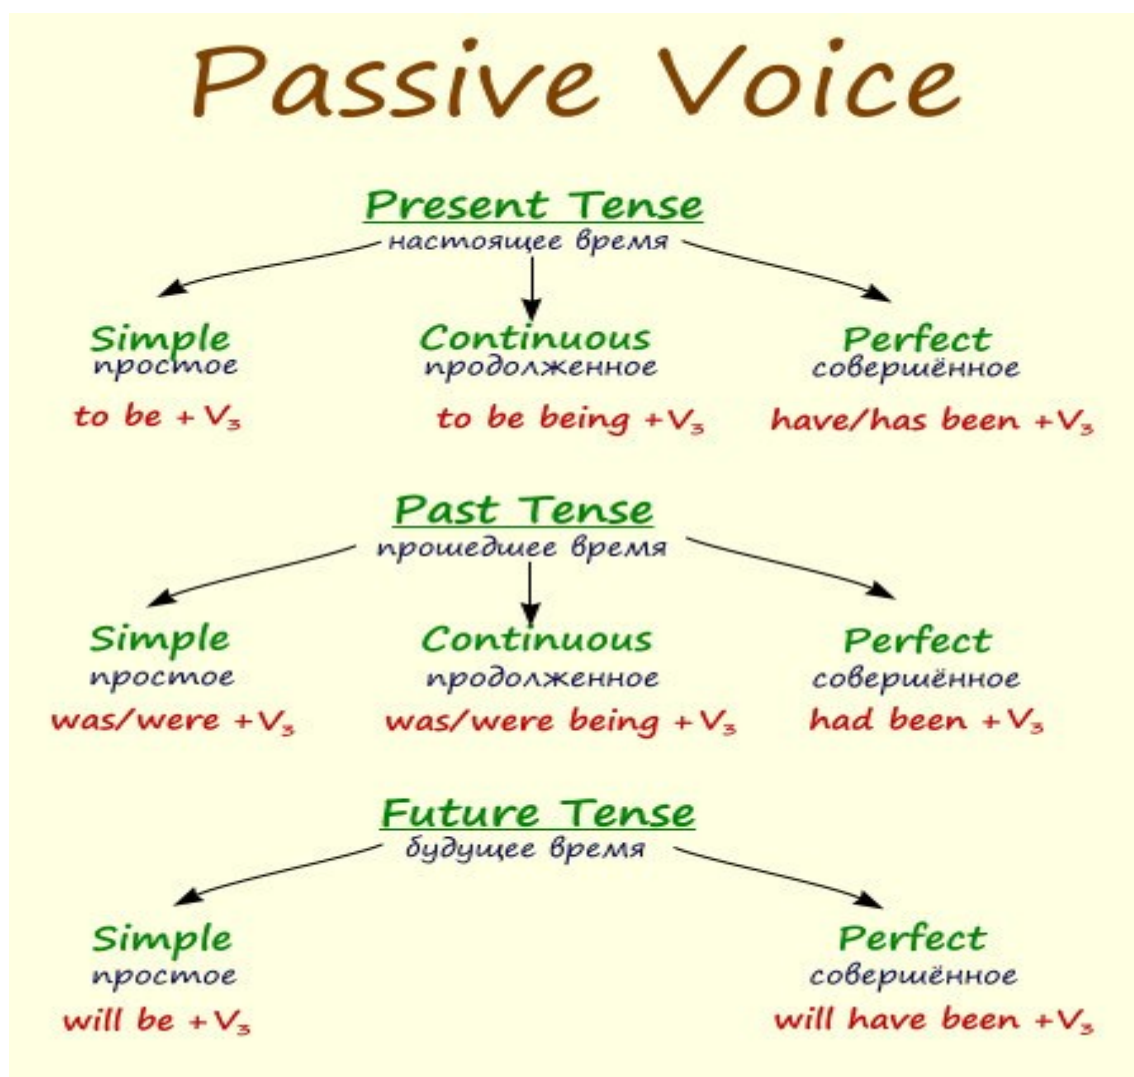 Passive Voice
Present Tense
настоящее время
Simple Continuous Perfect
простое продолженное совершённое
to be + V₃ to be being + V₃ have/has been + V₃
Past Tense
прошедшее время
Simple Continuous Perfect
простое продолженное совершённое
was/were + V₃ was/were being + V₃ had been + V₃
Future Tense
будущее время
Simple Perfect
простое совершённое
will be + V₃ will have been + V₃